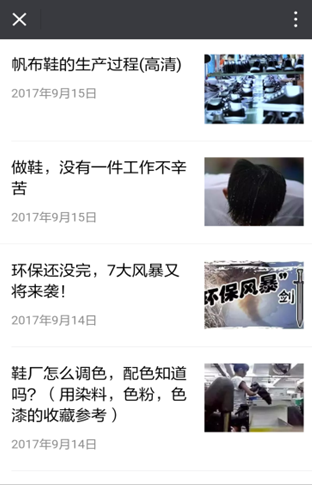 帆布鞋的生产过程(高清)
2017年9月15日
做鞋，没有一件工作不辛
苦
2017年9月15日
环保还没完，7大风暴又
将来袭！
2017年9月14日
环保风暴”
剑
鞋厂怎么调色，配色知道
吗？（用染料，色粉，色
漆的收藏参考）
2017年9月14日